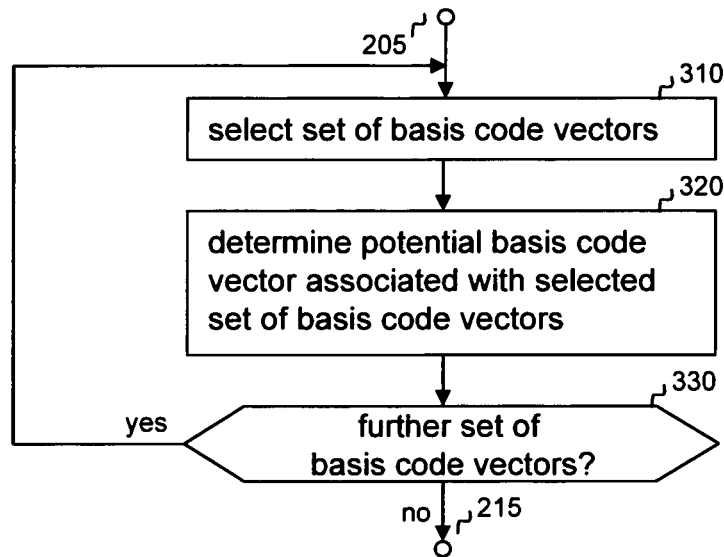 205
310
select set of basis code vectors
320
determine potential basis code
vector associated with selected
set of basis code vectors
330
yes
further set of
basis code vectors?
no
215